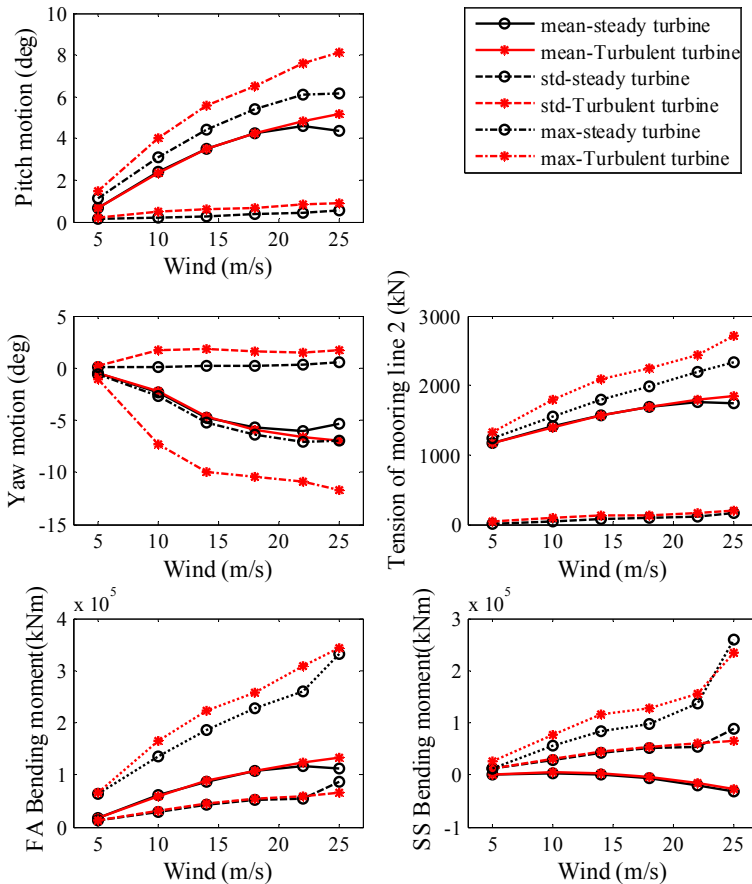 10
8
6
4
2
0
Pitch motion (deg)
5 10 15 20 25
Wind (m/s)
mean-steady turbine
mean-Turbulent turbine
std-steady turbine
std-Turbulent turbine
max-steady turbine
max-Turbulent turbine
5
0
-5
-10
-15
Yaw motion (deg)
5 10 15 20 25
Wind (m/s)
3000
2000
1000
0
Tension of mooring line 2 (kN)
5 10 15 20 25
Wind (m/s)
x 10^5
4
3
2
1
0
FA Bending moment(kNm)
5 10 15 20 25
Wind (m/s)
x 10^5
3
2
1
0
-1
SS Bending moment(kNm)
5 10 15 20 25
Wind (m/s)